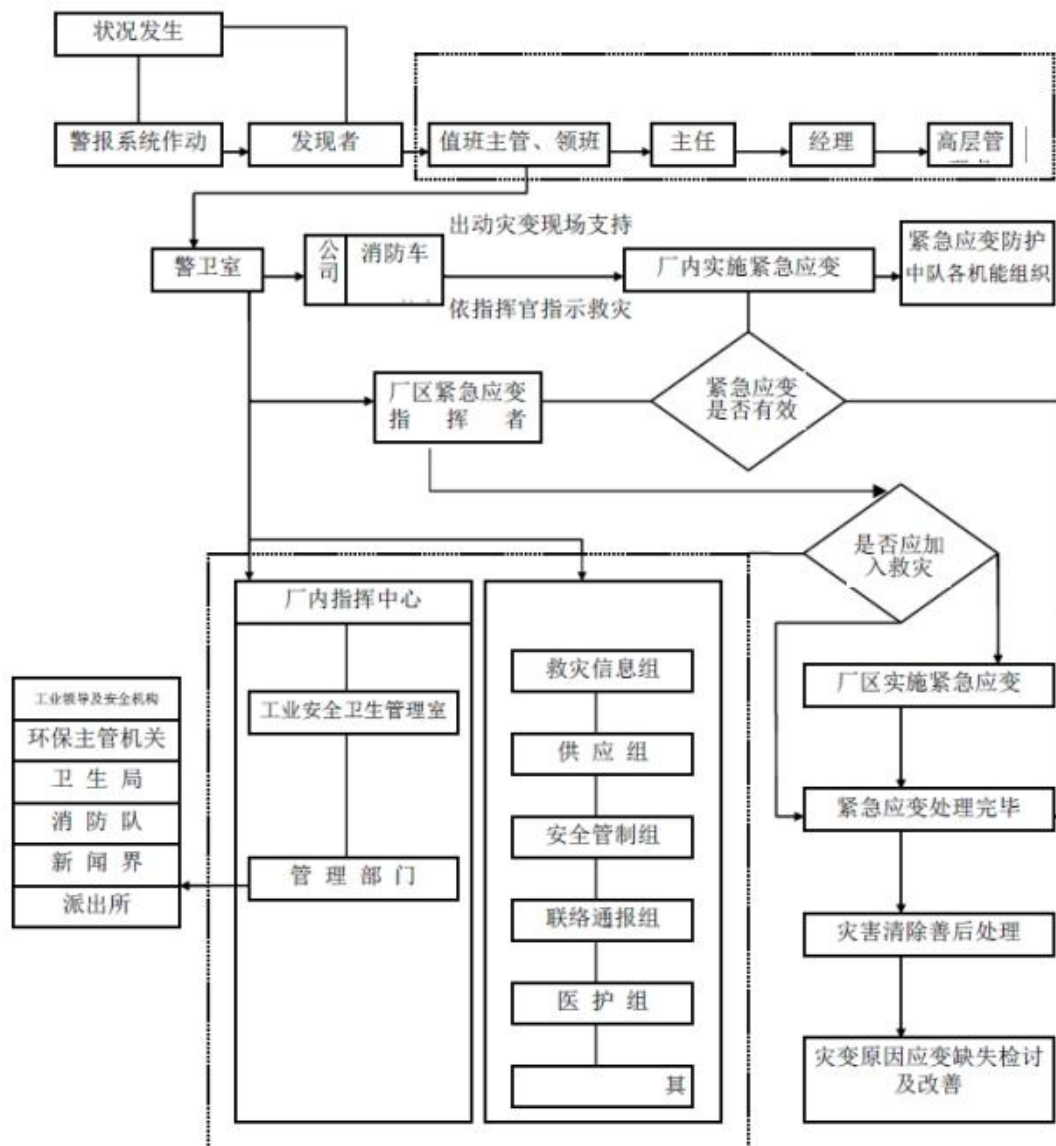 状况发生
警报系统作动
发现者
值班主管、领班
主任
经理
高层管
出动灾变现场支持
警卫室
公司
消防车
厂内实施紧急应变
紧急应变防护
中队各机能组织
依指挥官指示救灾
厂区紧急应变
指挥者
紧急应变
是否有效
是否应加
入救灾
厂内指挥中心
救灾信息组
厂区实施紧急应变
工业领导及安全机构
工业安全卫生管理室
环保主管机关
供应组
卫生局
消防队
安全管制组
紧急应变处理完毕
新闻界
管理部门
派出所
联络通报组
灾害清除善后处理
医护组
灾变原因应变缺失检讨
及改善
其